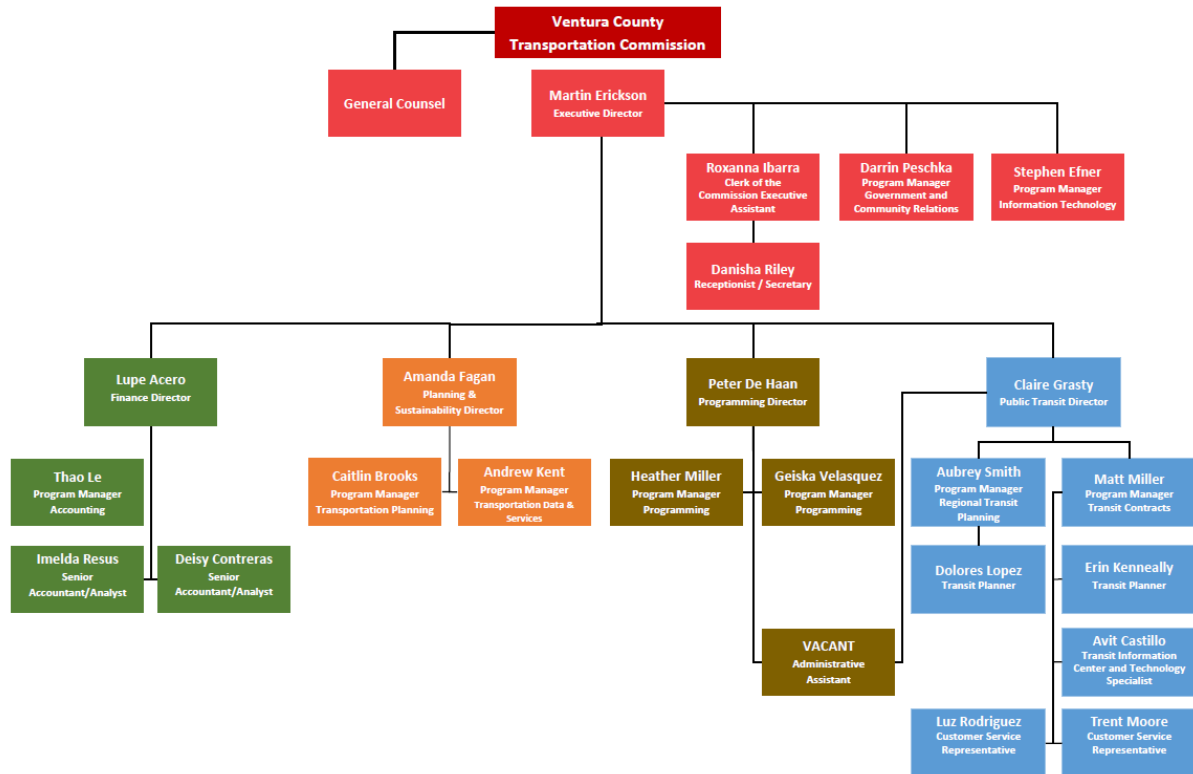 Ventura County
Transportation Commission
General Counsel
Martin Erickson
Executive Director
Roxanna Ibarra
Clerk of the
Commission Executive
Assistant
Darrin Peschka
Program Manager
Government and
Community Relations
Stephen Efner
Program Manager
Information Technology
Danisha Riley
Receptionist / Secretary
Lupe Acero
Finance Director
Amanda Fagan
Planning &
Sustainability Director
Peter De Haan
Programming Director
Claire Grasty
Public Transit Director
Thao Le
Program Manager
Accounting
Caitlin Brooks
Program Manager
Transportation Planning
Andrew Kent
Program Manager
Transportation Data &
Services
Heather Miller
Program Manager
Programming
Geiska Velasquez
Program Manager
Programming
Aubrey Smith
Program Manager
Regional Transit
Planning
Matt Miller
Program Manager
Transit Contracts
Imelda Resus
Senior
Accountant/Analyst
Deisy Contreras
Senior
Accountant/Analyst
Dolores Lopez
Transit Planner
Erin Kenneally
Transit Planner
VACANT
Administrative
Assistant
Avit Castillo
Transit Information
Center and Technology
Specialist
Luz Rodriguez
Customer Service
Representative
Trent Moore
Customer Service
Representative